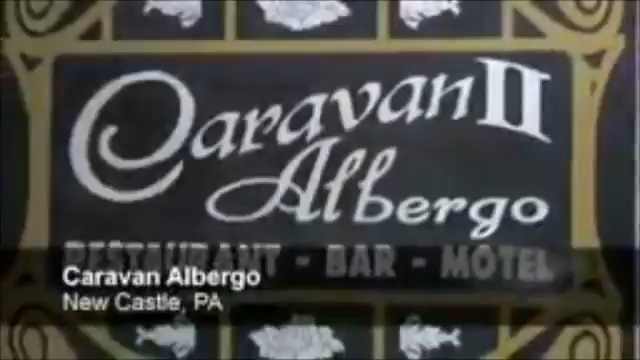 Caravan II
Albergo
RESTAURANT - BAR - MOTEL
Caravan Albergo
New Castle, PA